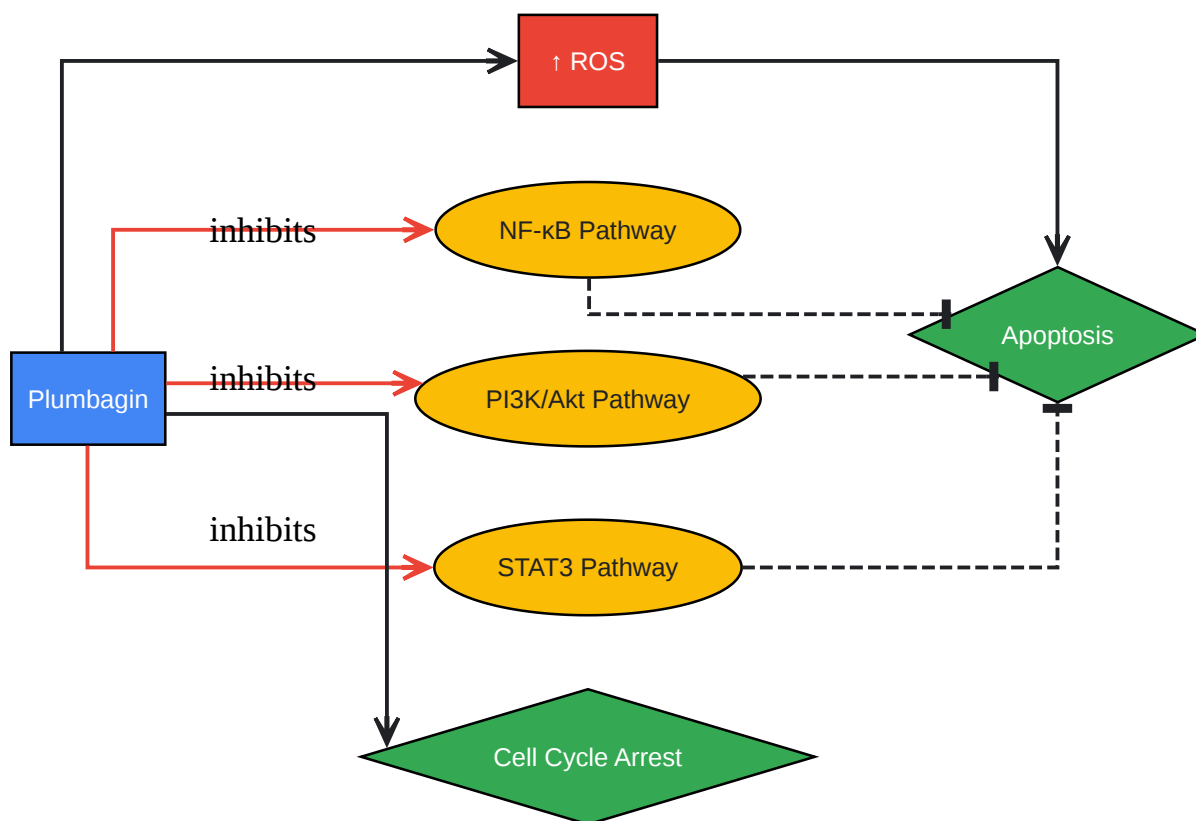 ↑ ROS
inhibits
NF-κB Pathway
Apoptosis
inhibits
Plumbagin
PI3K/Akt Pathway
inhibits
STAT3 Pathway
Cell Cycle Arrest